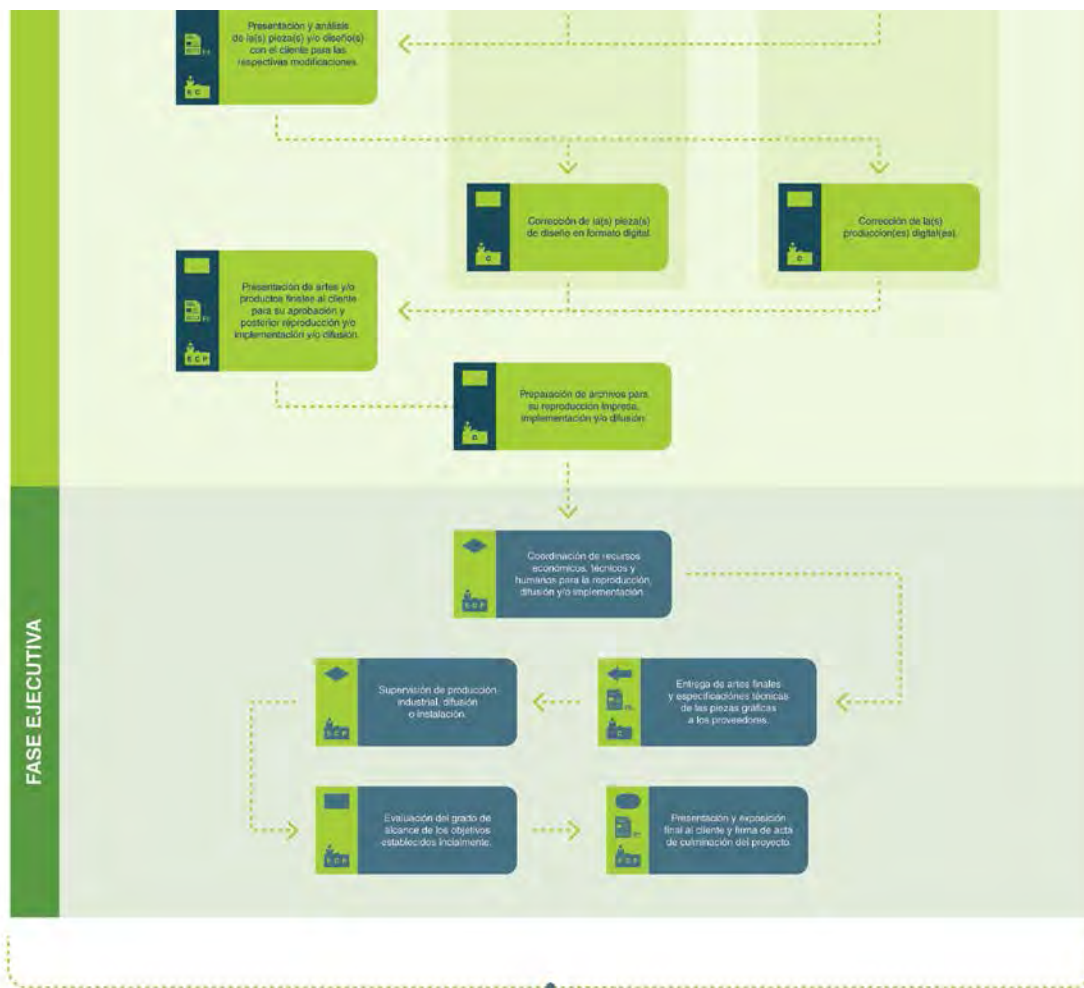 Presentación y análisis
de la(s) pieza(s) y/o diseño(s)
con el cliente para las
respectivas modificaciones.
E C
Corrección de la(s) pieza(s)
de diseño en formato digital.
C
Corrección de la(s)
produccion(es) digital(es).
C
Presentación de artes y/o
productos finales al cliente
para su aprobación y
posterior reproducción y/o
implementación y/o difusión.
E C P
Preparación de archivos para
su reproducción impresa,
implementación y/o difusión.
C
FASE EJECUTIVA
Coordinación de recursos
económicos, técnicos y
humanos para la reproducción,
difusión y/o implementación.
E C P
Supervisión de producción
industrial, difusión
o instalación.
E C P
Entrega de artes finales
y especificaciónes técnicas
de las piezas gráficas
a los proveedores.
C
Evaluación del grado de
alcance de los objetivos
establecidos incialmente.
E C P
Presentación y exposición
final al cliente y firma de acta
de culminación del proyecto.
E C P